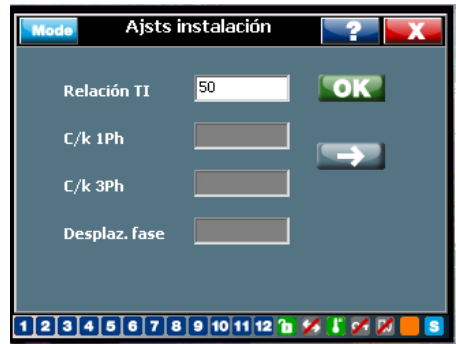 Mode Ajsts instalación ? X
Relación TI 50 OK
C/k 1Ph
C/k 3Ph
Desplaz. fase
1 2 3 4 5 6 7 8 9 10 11 12 S